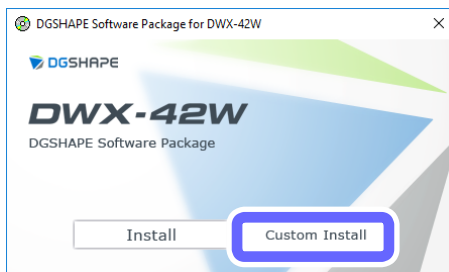 DGSHAPE Software Package for DWX-42W
DGSHAPE
DWX-42W
DGSHAPE Software Package
Install
Custom Install